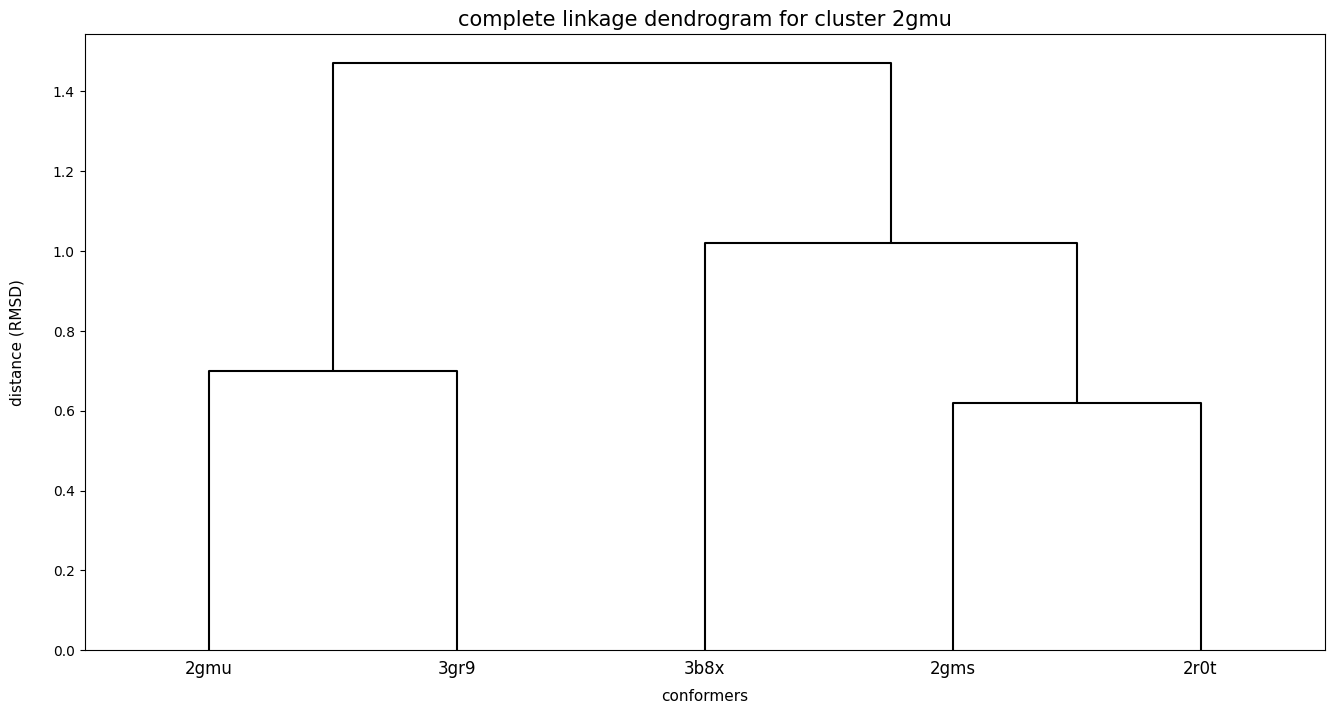 complete linkage dendrogram for cluster 2gmu
1.4
1.2
1.0
0.8
0.6
0.4
0.2
0.0
distance (RMSD)
2gmu 3gr9 3b8x 2gms 2r0t
conformers